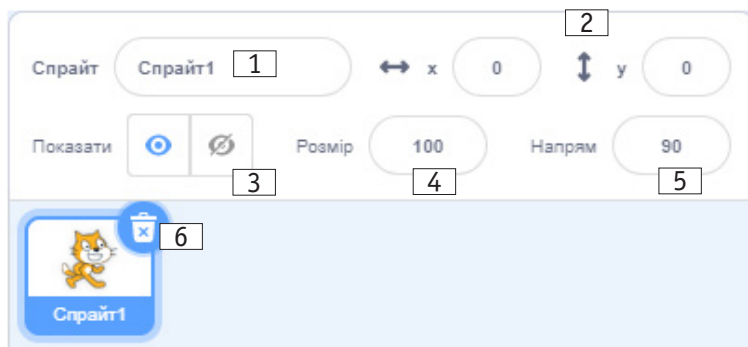 2
Спрайт Спрайт1 1 x 0 y 0
Показати Розмір 100 Напрям 90
3 4 5
6
Спрайт1